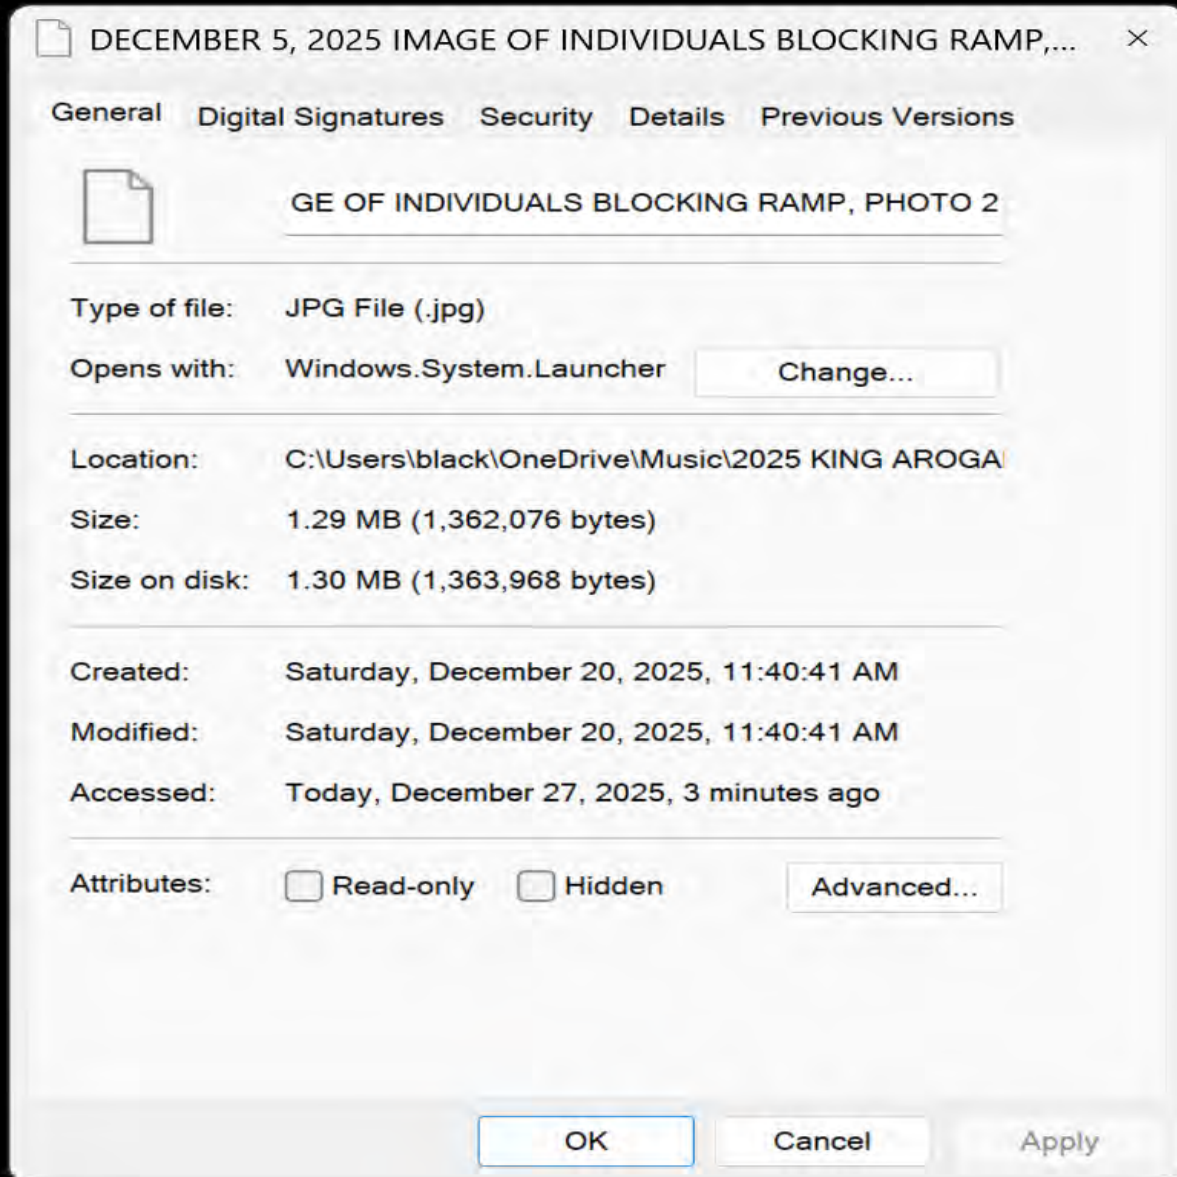 DECEMBER 5, 2025 IMAGE OF INDIVIDUALS BLOCKING RAMP,...
General Digital Signatures Security Details Previous Versions
GE OF INDIVIDUALS BLOCKING RAMP, PHOTO 2
Type of file: JPG File (.jpg)
Opens with: Windows.System.Launcher Change...
Location: C:\Users\black\OneDrive\Music\2025 KING AROGA
Size: 1.29 MB (1,362,076 bytes)
Size on disk: 1.30 MB (1,363,968 bytes)
Created: Saturday, December 20, 2025, 11:40:41 AM
Modified: Saturday, December 20, 2025, 11:40:41 AM
Accessed: Today, December 27, 2025, 3 minutes ago
Attributes: Read-only Hidden Advanced...
OK Cancel Apply